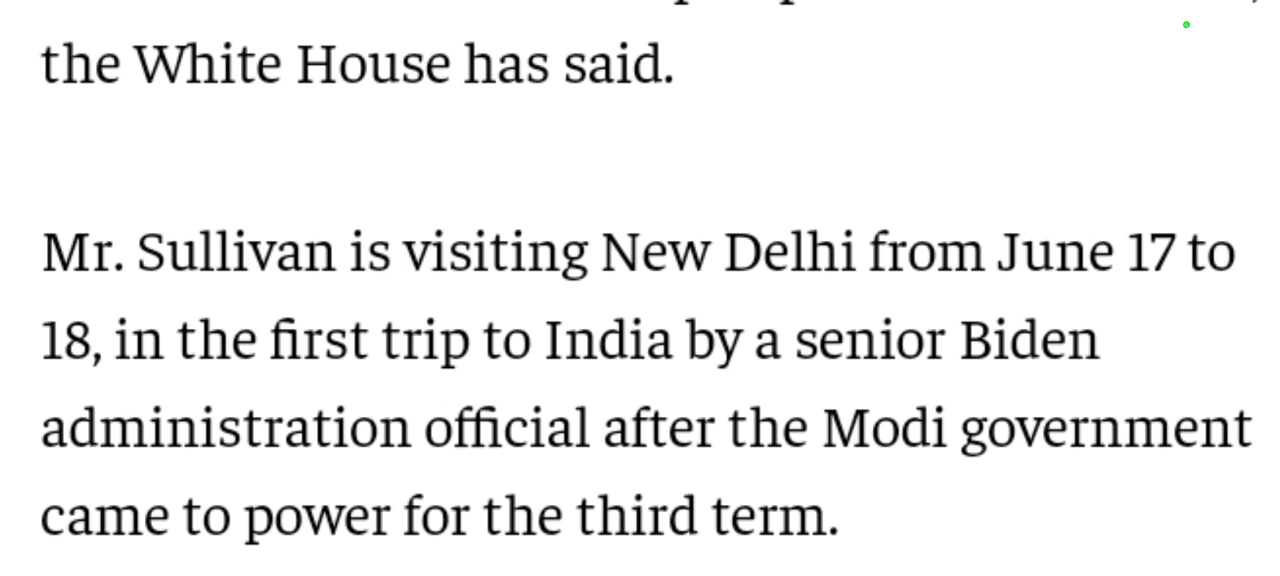 the White House has said.
Mr. Sullivan is visiting New Delhi from June 17 to
18, in the first trip to India by a senior Biden
administration official after the Modi government
came to power for the third term.